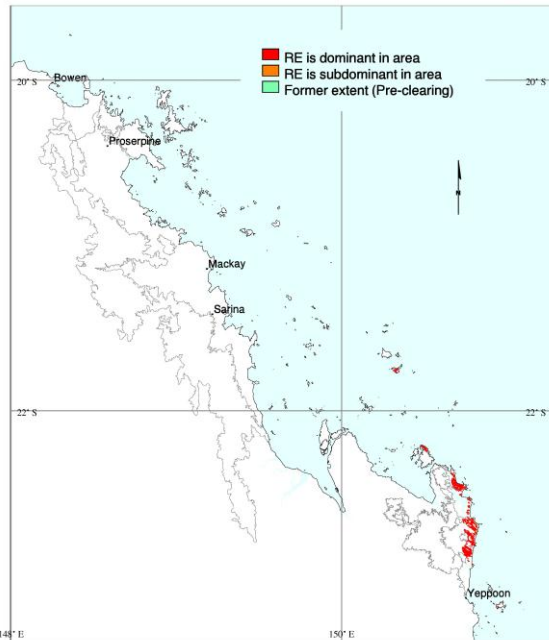 RE is dominant in area
RE is subdominant in area
Former extent (Pre-clearing)
20° S
20° S
Bowen
Proserpine
N
Mackay
Sarina
22° S
22° S
Yeppoon
148° E
150° E